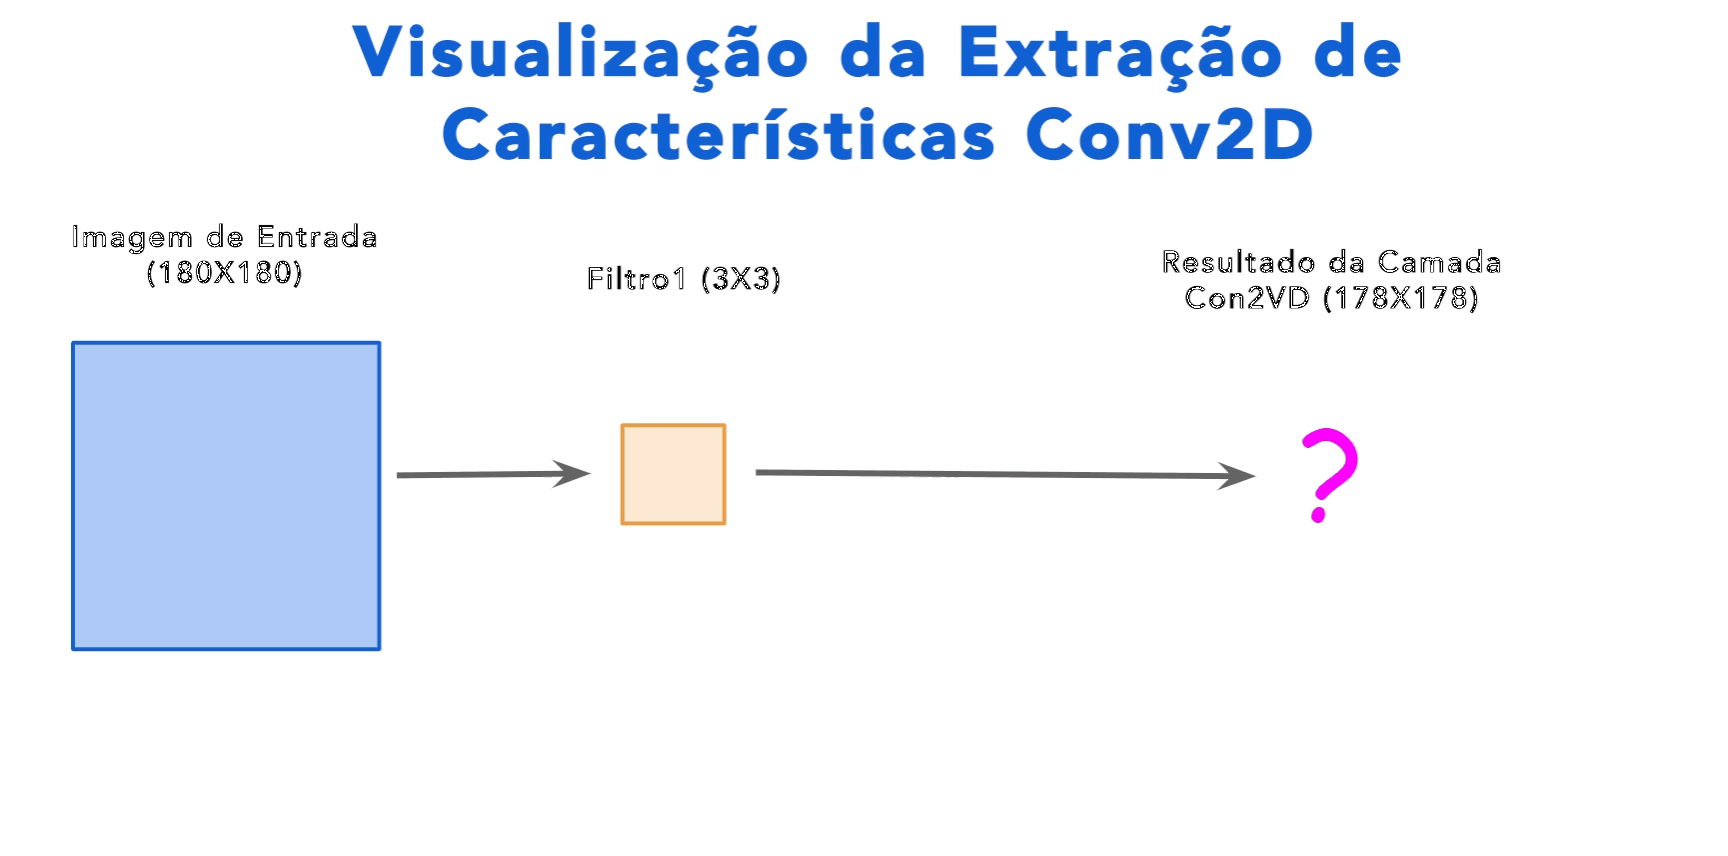 Visualização da Extração de
Características Conv2D
Imagem de Entrada
(180X180)
Filtro1 (3X3)
Resultado da Camada
Con2VD (178X178)
?